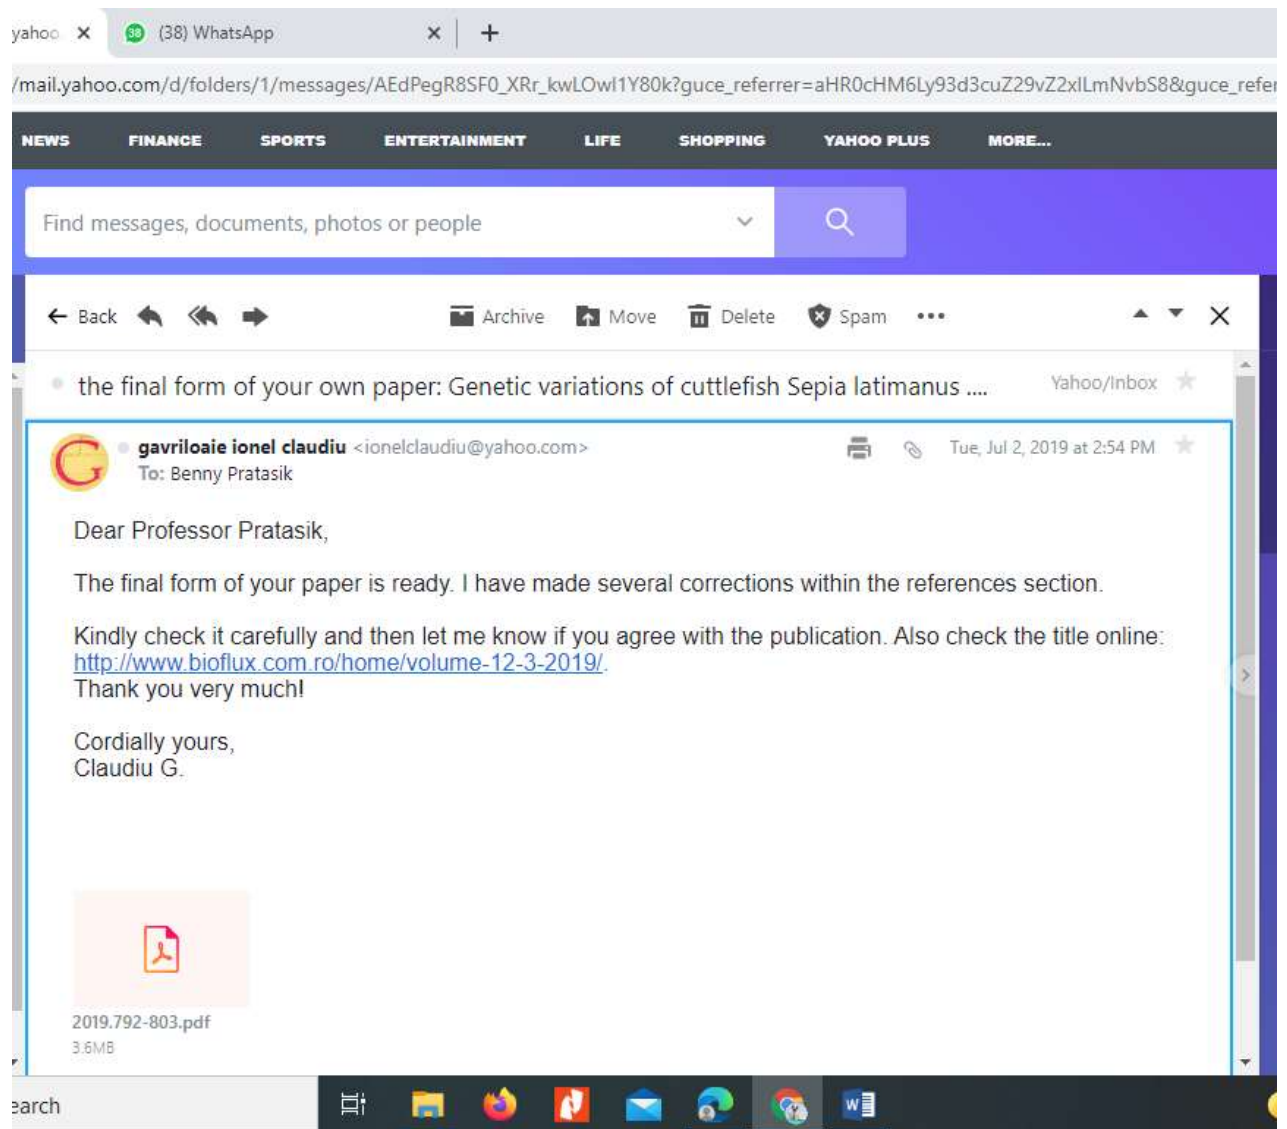 yahoo
38 (38) WhatsApp
/mail.yahoo.com/d/folders/1/messages/AEdPegR8SF0_XRr_kwLOwI1Y80k?guce_referrer=aHR0cHM6Ly93d3cuZ29vZ2xlLmNvbS8&guce_refer
NEWS FINANCE SPORTS ENTERTAINMENT LIFE SHOPPING YAHOO PLUS MORE...
Find messages, documents, photos or people
Back Archive Move Delete Spam
the final form of your own paper: Genetic variations of cuttlefish Sepia latimanus .... Yahoo/Inbox
G gavriloaie ionel claudiu <ionelclaudiu@yahoo.com> Tue, Jul 2, 2019 at 2:54 PM
To: Benny Pratasik
Dear Professor Pratasik,
The final form of your paper is ready. I have made several corrections within the references section.
Kindly check it carefully and then let me know if you agree with the publication. Also check the title online:
http://www.bioflux.com.ro/home/volume-12-3-2019/.
Thank you very much!
Cordially yours,
Claudiu G.
2019.792-803.pdf
3.6MB
earch